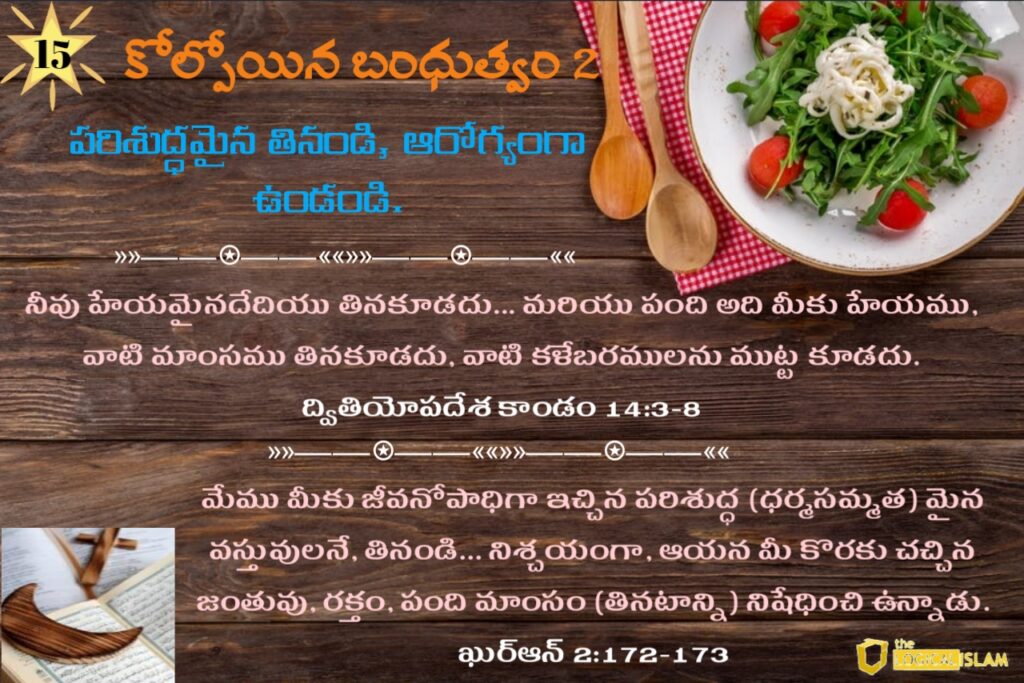 15
కోల్పోయిన బంధుత్వం 2
పరిశుద్ధమైన తినండి, ఆరోగ్యంగా
ఉండండి.
నీవు హేయమైనదేదియు తినకూడదు... మరియు పంది అది మీకు హేయము,
వాటి మాంసము తినకూడదు, వాటి కళేబరములను ముట్ట కూడదు.
ద్వితియోపదేశ కాండం 14:3-8
మేము మీకు జీవనోపాధిగా ఇచ్చిన పరిశుద్ధ (ధర్మసమ్మత) మైన
వస్తువులనే, తినండి... నిశ్చయంగా, ఆయన మీ కొరకు చచ్చిన
జంతువు, రక్తం, పంది మాంసం (తినటాన్ని) నిషేధించి ఉన్నాడు.
ఖుర్ఆన్ 2:172-173
the
LOGICAL ISLAM